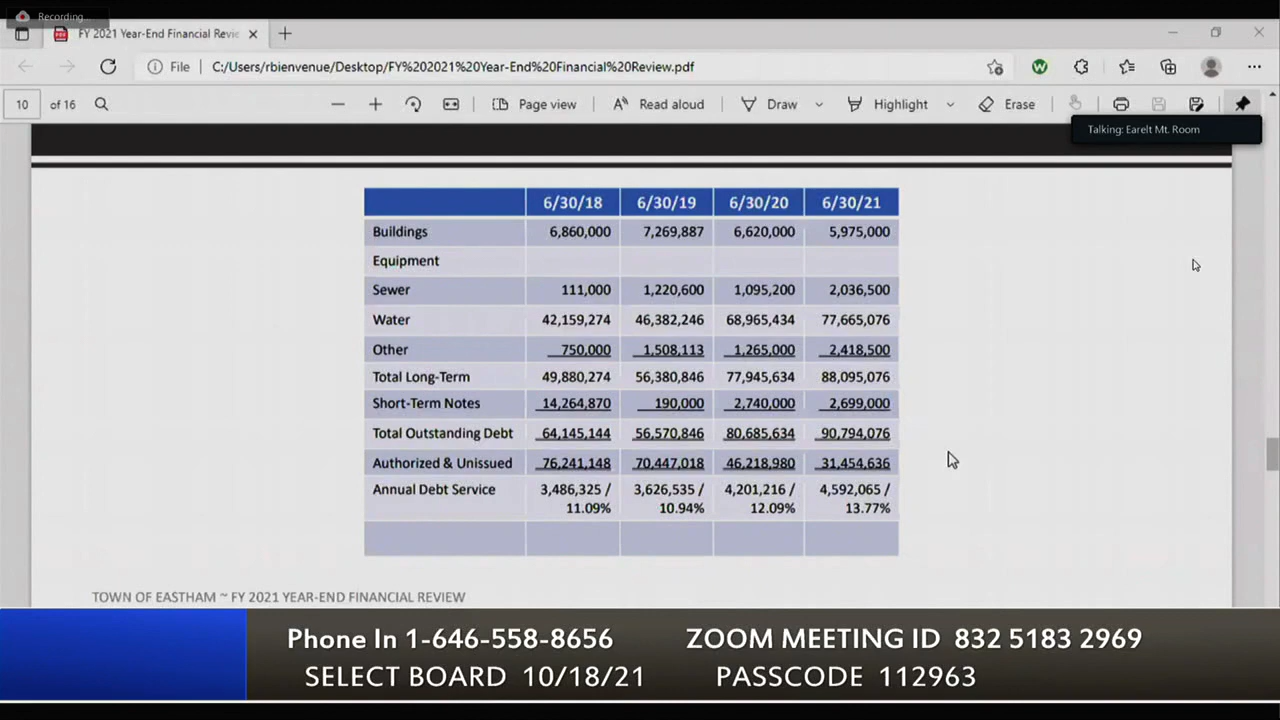 Recording...
FY 2021 Year-End Financial Revie
File C:/Users/rbienvenue/Desktop/FY%202021%20Year-End%20Financial%20Review.pdf
10 of 16 Page view Read aloud Draw Highlight Erase
Talking: Earelt Mt. Room
6/30/18 6/30/19 6/30/20 6/30/21
Buildings 6,860,000 7,269,887 6,620,000 5,975,000
Equipment
Sewer 111,000 1,220,600 1,095,200 2,036,500
Water 42,159,274 46,382,246 68,965,434 77,665,076
Other 750,000 1,508,113 1,265,000 2,418,500
Total Long-Term 49,880,274 56,380,846 77,945,634 88,095,076
Short-Term Notes 14,264,870 190,000 2,740,000 2,699,000
Total Outstanding Debt 64,145,144 56,570,846 80,685,634 90,794,076
Authorized & Unissued 76,241,148 70,447,018 46,218,980 31,454,636
Annual Debt Service 3,486,325 / 3,626,535 / 4,201,216 / 4,592,065 /
11.09% 10.94% 12.09% 13.77%
TOWN OF EASTHAM ~ FY 2021 YEAR-END FINANCIAL REVIEW
Phone In 1-646-558-8656 ZOOM MEETING ID 832 5183 2969
SELECT BOARD 10/18/21 PASSCODE 112963